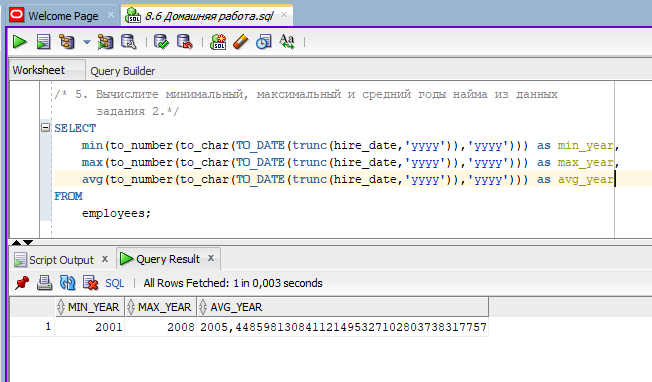 Welcome Page x 8.6 Домашняя работа.sql x
SQL Aa
Worksheet Query Builder
/* 5. Вычислите минимальный, максимальный и средний годы найма из данных
задания 2.*/
SELECT
min(to_number(to_char(TO_DATE(trunc(hire_date,'yyyy')),'yyyy'))) as min_year,
max(to_number(to_char(TO_DATE(trunc(hire_date,'yyyy')),'yyyy'))) as max_year,
avg(to_number(to_char(TO_DATE(trunc(hire_date,'yyyy')),'yyyy'))) as avg_year
FROM
employees;
Script Output x Query Result x
SQL | All Rows Fetched: 1 in 0,003 seconds
MIN_YEAR MAX_YEAR AVG_YEAR
1 2001 2008 2005,448598130841121495327102803738317757